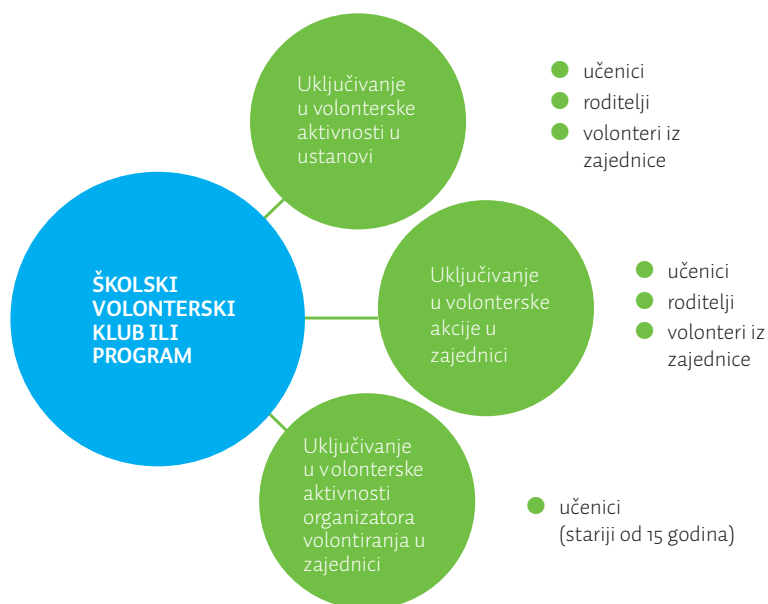 Uključivanje
u volonterske
aktivnosti u
ustanovi
učenici
roditelji
volonteri iz
zajednice
ŠKOLSKI
VOLONTERSKI
KLUB ILI
PROGRAM
Uključivanje
u volonterske
akcije u
zajednici
učenici
roditelji
volonteri iz
zajednice
Uključivanje
u volonterske
aktivnosti
organizatora
volontiranja u
zajednici
učenici
(stariji od 15 godina)